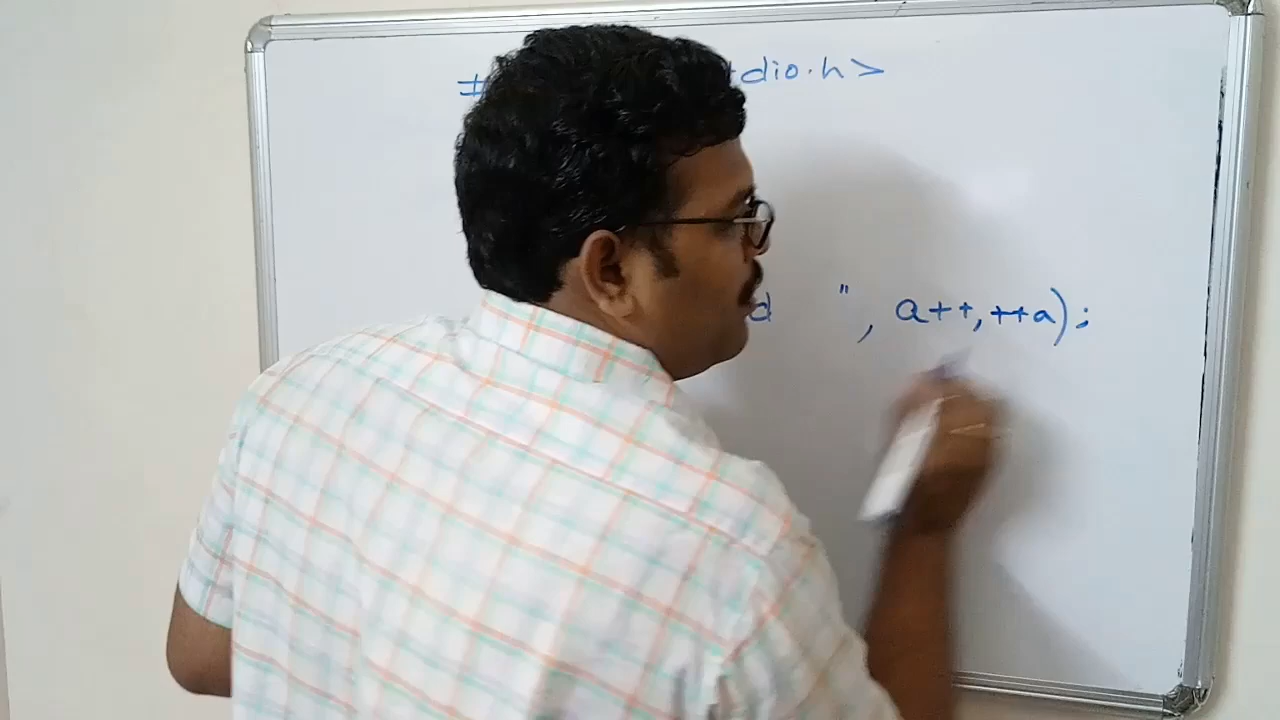 # dio.h>
d ", a++, ++a);